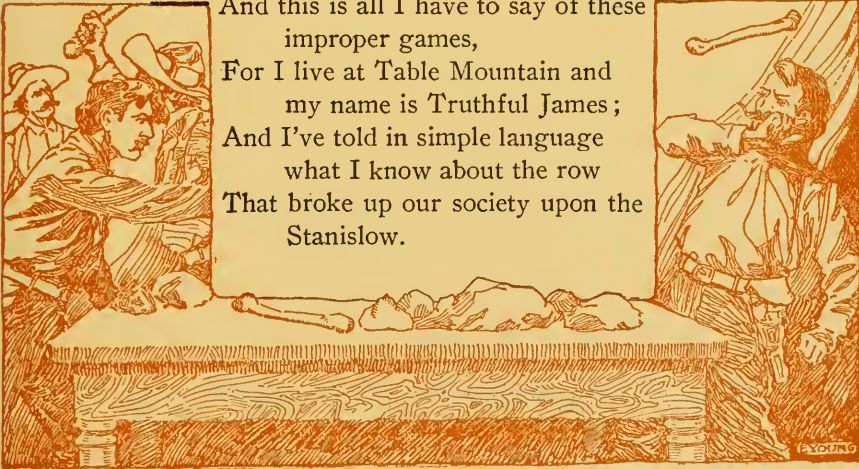 And this is all I have to say of these
improper games,
For I live at Table Mountain and
my name is Truthful James ;
And I've told in simple language
what I know about the row
That broke up our society upon the
Stanislow.
F.YOUNG